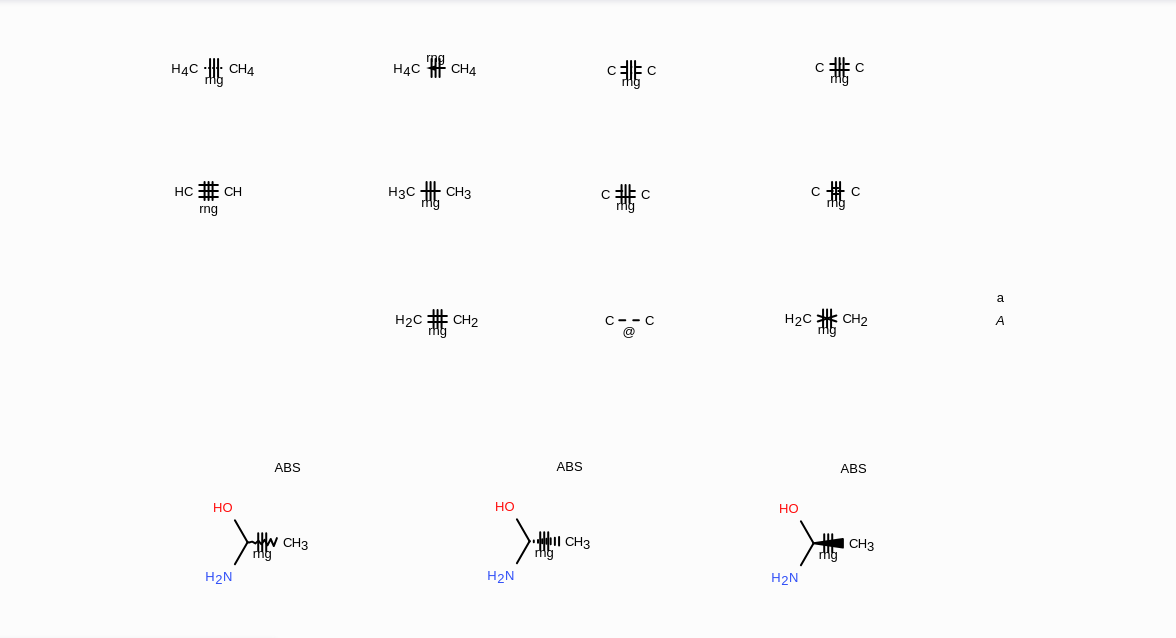 H4C rng CH4
rng
H4C CH4
C rng C
C rng C
HC rng CH
H3C rng CH3
C rng C
C rng C
H2C rng CH2
C @ C
H2C rng CH2
a
A
ABS
HO
rng CH3
H2N
ABS
HO
rng CH3
H2N
ABS
HO
rng CH3
H2N